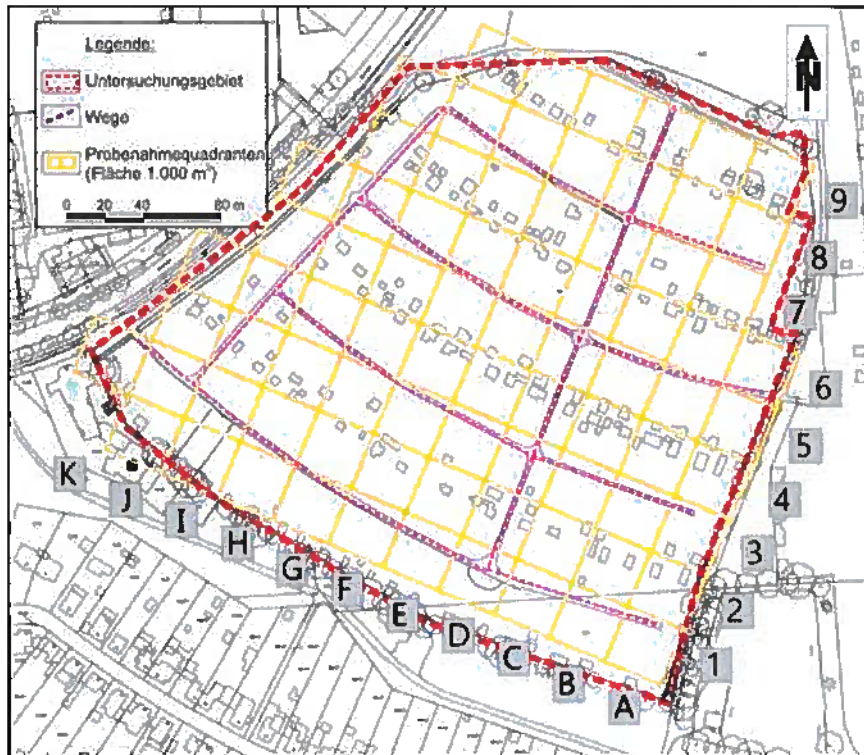 Legende:
Untersuchungsgebiet
Wege
Probenahmequadranten
(Fläche 1.000 m²)
0 20 40 80 m
N
9
8
7
6
5
4
3
2
1
K
J
I
H
G
F
E
D
C
B
A